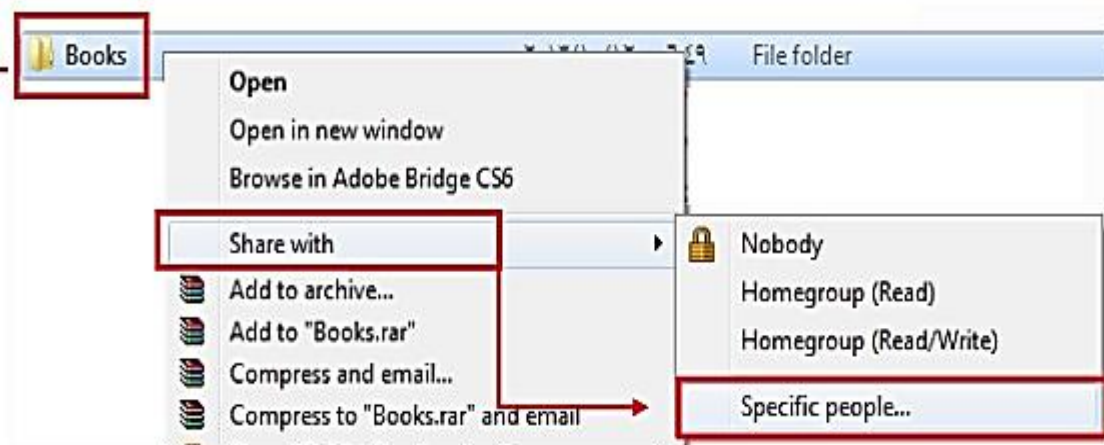 Books File folder
Open
Open in new window
Browse in Adobe Bridge CS6
Share with
Add to archive...
Add to "Books.rar"
Compress and email...
Compress to "Books.rar" and email
Nobody
Homegroup (Read)
Homegroup (Read/Write)
Specific people...